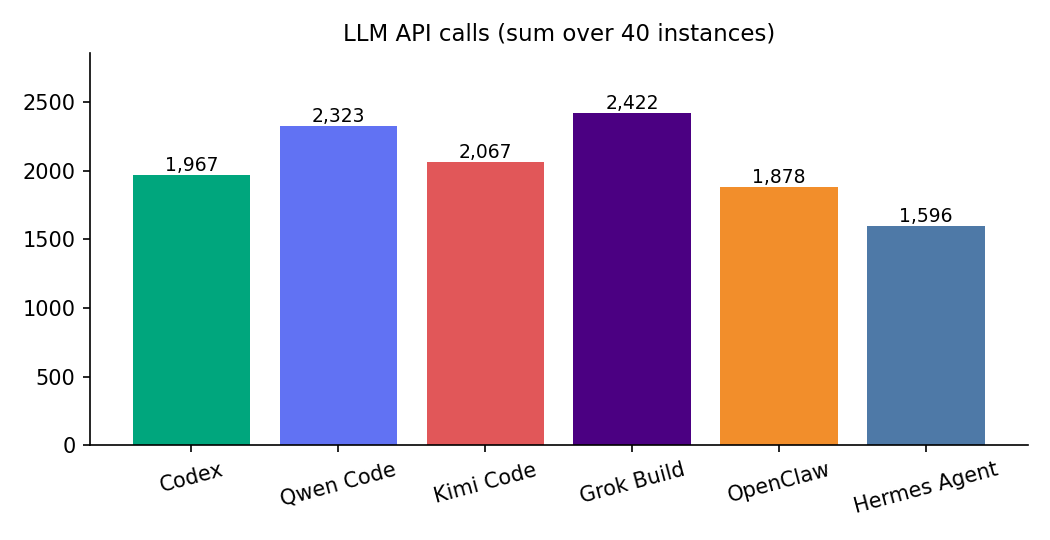 LLM API calls (sum over 40 instances)
2500
2000
1500
1000
500
0
1,967
2,323
2,067
2,422
1,878
1,596
Codex
Qwen Code
Kimi Code
Grok Build
OpenClaw
Hermes Agent